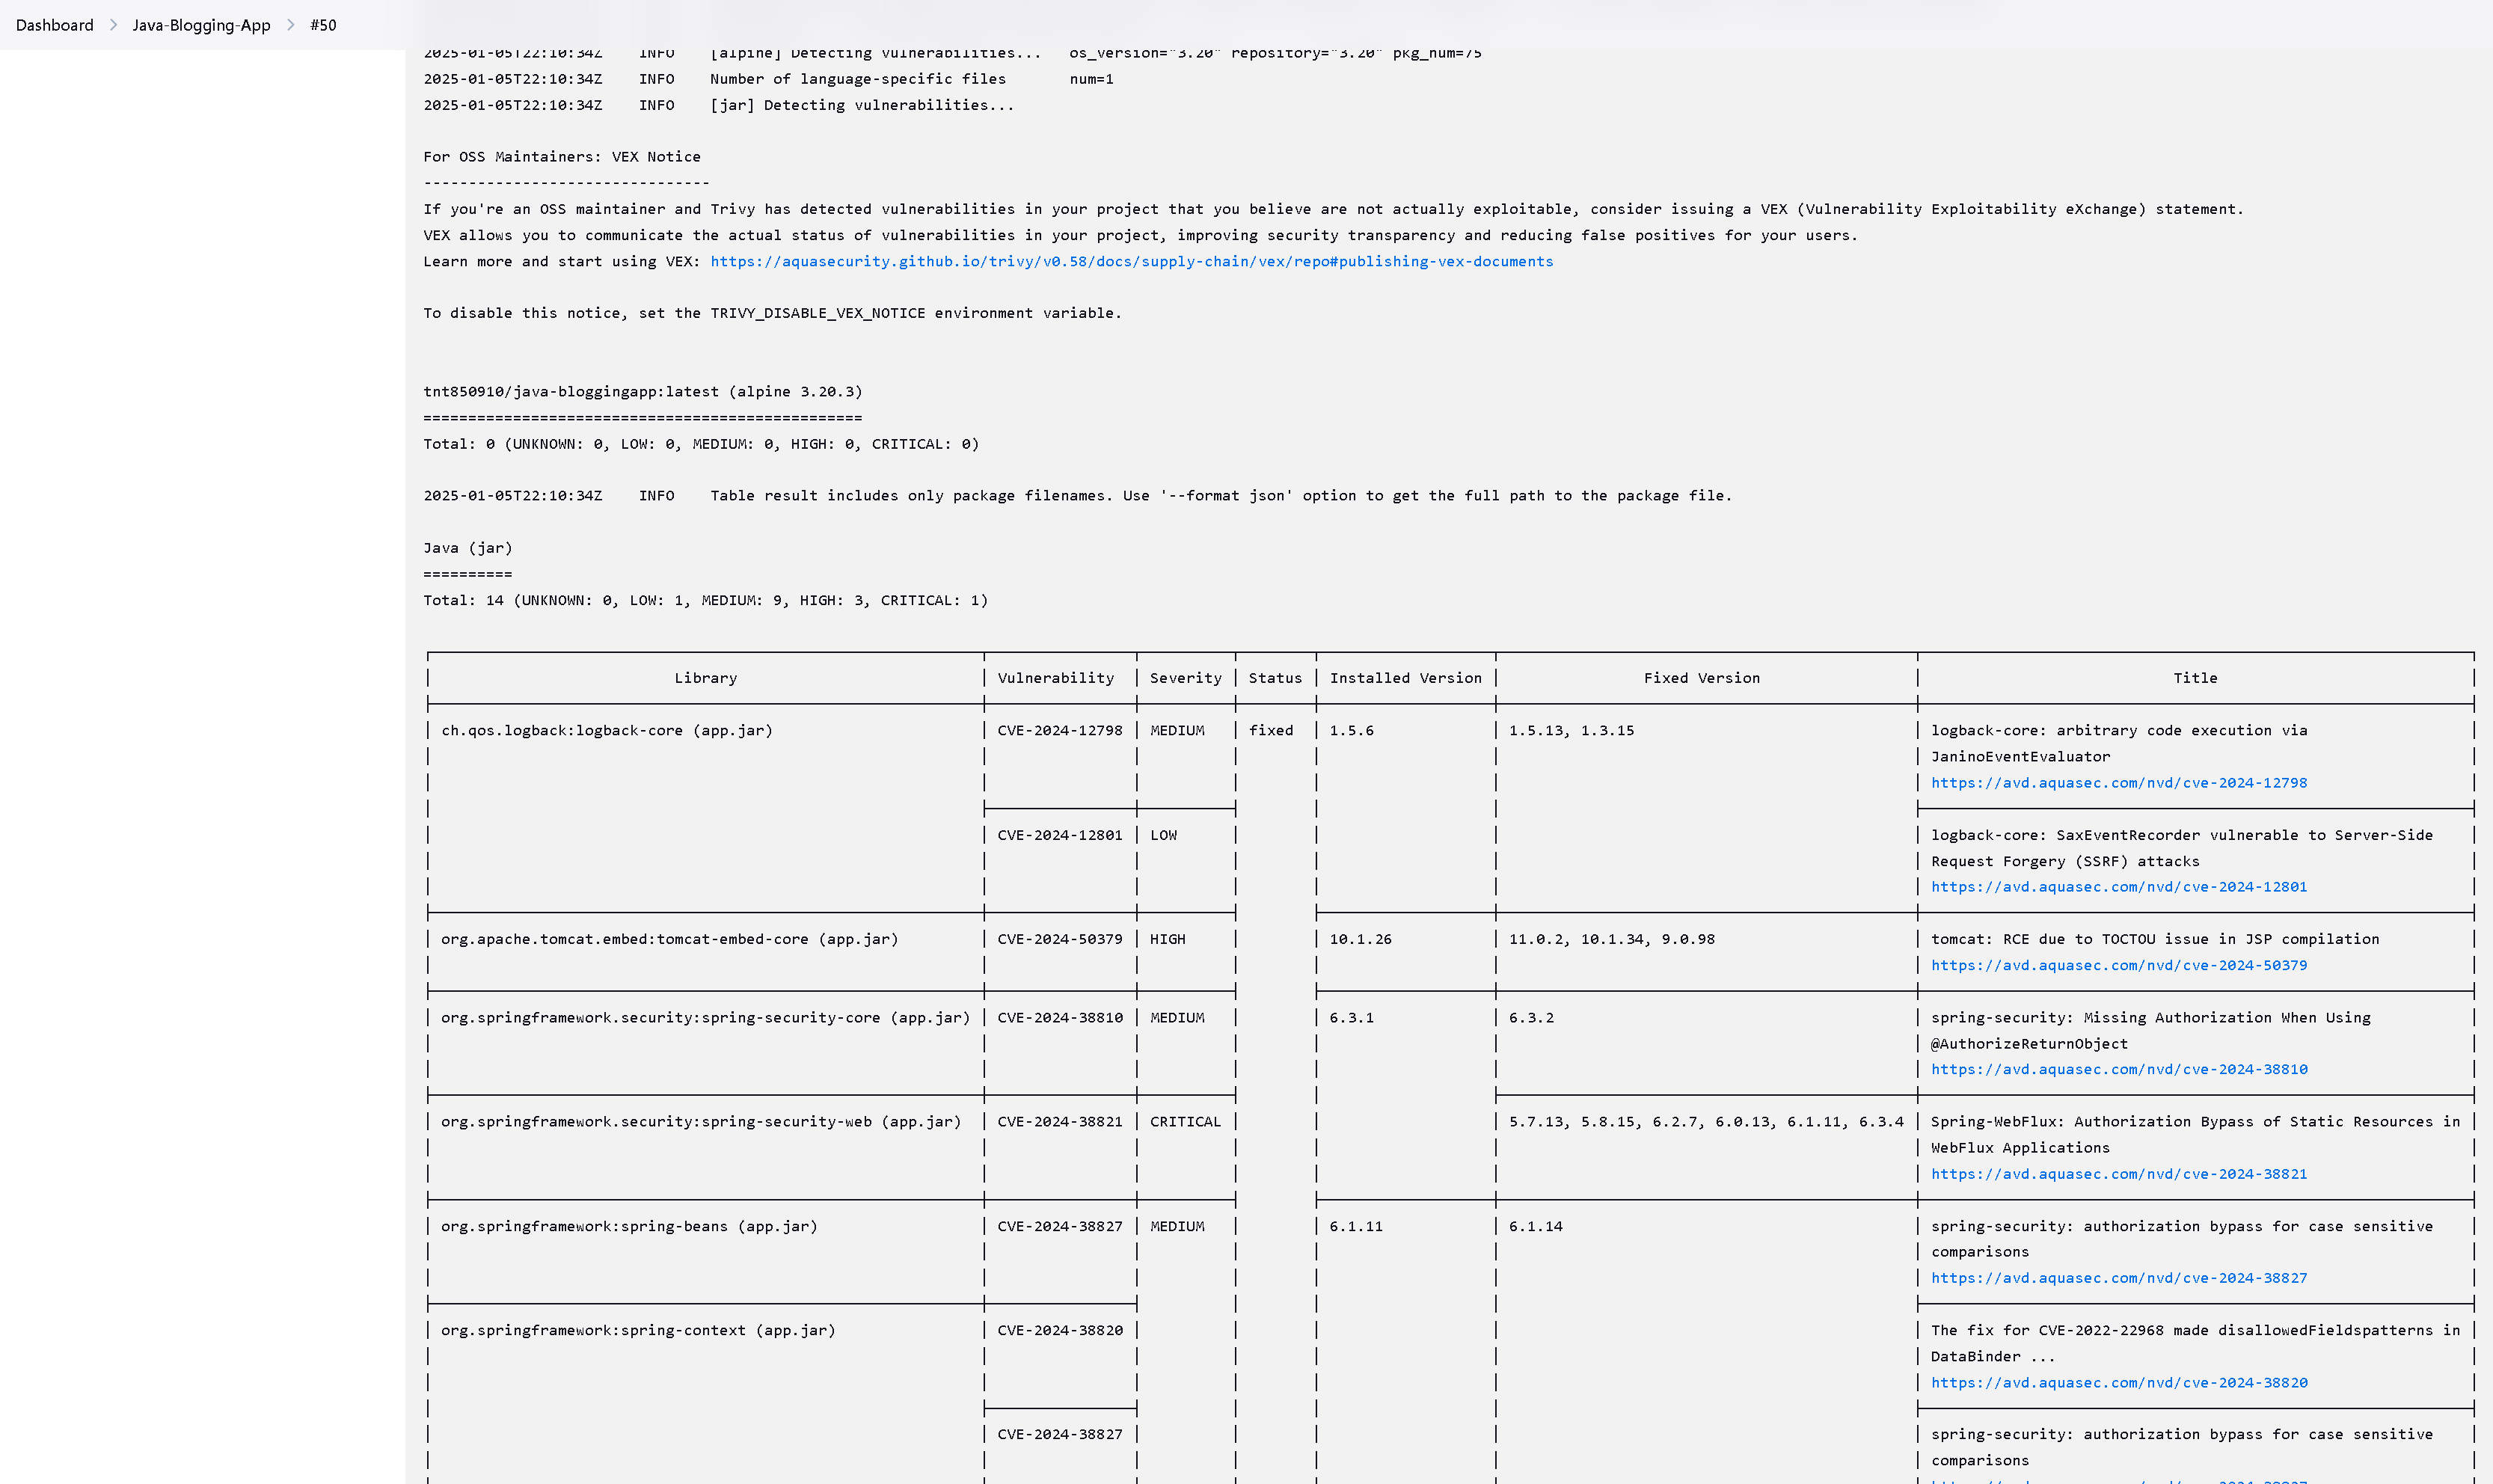 Dashboard > Java-Blogging-App > #50
2025-01-05T22:10:34Z INFO [alpine] Detecting vulnerabilities... os_version="3.20" repository="3.20" pkg_num=75
2025-01-05T22:10:34Z INFO Number of language-specific files num=1
2025-01-05T22:10:34Z INFO [jar] Detecting vulnerabilities...
For OSS Maintainers: VEX Notice
--------------------------------
If you're an OSS maintainer and Trivy has detected vulnerabilities in your project that you believe are not actually exploitable, consider issuing a VEX (Vulnerability Exploitability eXchange) statement.
VEX allows you to communicate the actual status of vulnerabilities in your project, improving security transparency and reducing false positives for your users.
Learn more and start using VEX: https://aquasecurity.github.io/trivy/v0.58/docs/supply-chain/vex/repo#publishing-vex-documents
To disable this notice, set the TRIVY_DISABLE_VEX_NOTICE environment variable.
tnt850910/java-bloggingapp:latest (alpine 3.20.3)
=================================================
Total: 0 (UNKNOWN: 0, LOW: 0, MEDIUM: 0, HIGH: 0, CRITICAL: 0)
2025-01-05T22:10:34Z INFO Table result includes only package filenames. Use '--format json' option to get the full path to the package file.
Java (jar)
==========
Total: 14 (UNKNOWN: 0, LOW: 1, MEDIUM: 9, HIGH: 3, CRITICAL: 1)
Library Vulnerability Severity Status Installed Version Fixed Version Title
ch.qos.logback:logback-core (app.jar) CVE-2024-12798 MEDIUM fixed 1.5.6 1.5.13, 1.3.15 logback-core: arbitrary code execution via
JaninoEventEvaluator
https://avd.aquasec.com/nvd/cve-2024-12798
CVE-2024-12801 LOW logback-core: SaxEventRecorder vulnerable to Server-Side
Request Forgery (SSRF) attacks
https://avd.aquasec.com/nvd/cve-2024-12801
org.apache.tomcat.embed:tomcat-embed-core (app.jar) CVE-2024-50379 HIGH 10.1.26 11.0.2, 10.1.34, 9.0.98 tomcat: RCE due to TOCTOU issue in JSP compilation
https://avd.aquasec.com/nvd/cve-2024-50379
org.springframework.security:spring-security-core (app.jar) CVE-2024-38810 MEDIUM 6.3.1 6.3.2 spring-security: Missing Authorization When Using
@AuthorizeReturnObject
https://avd.aquasec.com/nvd/cve-2024-38810
org.springframework.security:spring-security-web (app.jar) CVE-2024-38821 CRITICAL 5.7.13, 5.8.15, 6.2.7, 6.0.13, 6.1.11, 6.3.4 Spring-WebFlux: Authorization Bypass of Static Resources in
WebFlux Applications
https://avd.aquasec.com/nvd/cve-2024-38821
org.springframework:spring-beans (app.jar) CVE-2024-38827 MEDIUM 6.1.11 6.1.14 spring-security: authorization bypass for case sensitive
comparisons
https://avd.aquasec.com/nvd/cve-2024-38827
org.springframework:spring-context (app.jar) CVE-2024-38820 The fix for CVE-2022-22968 made disallowedFieldspatterns in
DataBinder ...
https://avd.aquasec.com/nvd/cve-2024-38820
CVE-2024-38827 spring-security: authorization bypass for case sensitive
comparisons